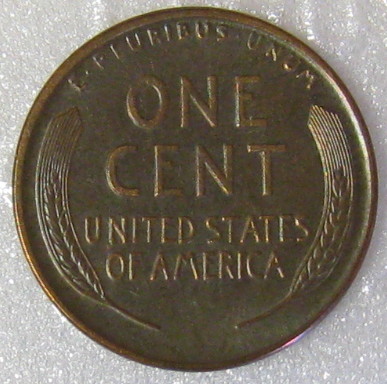 E·PLURIBUS·UNUM
ONE
CENT
UNITED STATES
OF AMERICA